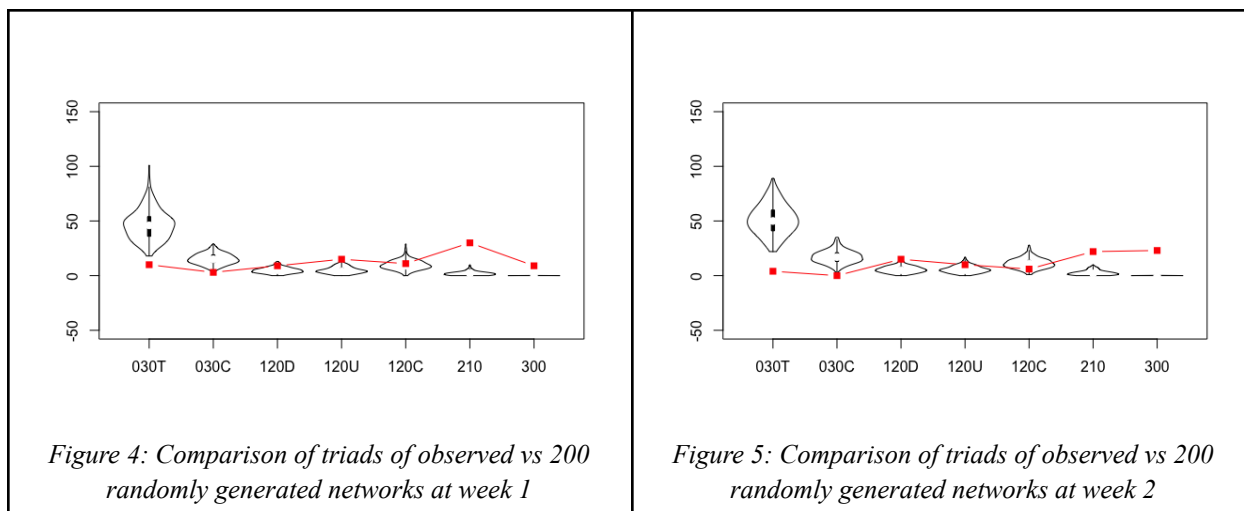 150
100
50
0
-50
030T 030C 120D 120U 120C 210 300
Figure 4: Comparison of triads of observed vs 200
randomly generated networks at week 1
150
100
50
0
-50
030T 030C 120D 120U 120C 210 300
Figure 5: Comparison of triads of observed vs 200
randomly generated networks at week 2